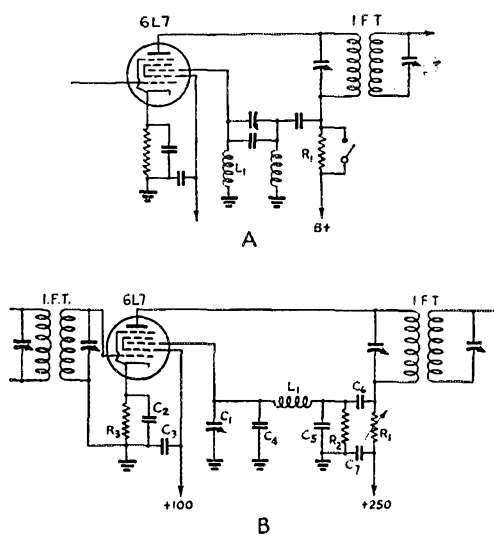 6L7
I F T
L1
R1
B+
A
I.F.T.
6L7
I F T
L1
C6
C2
C1
C4
C5
R2
R1
R3
C3
C7
+100
+250
B